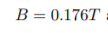 B = 0.176T